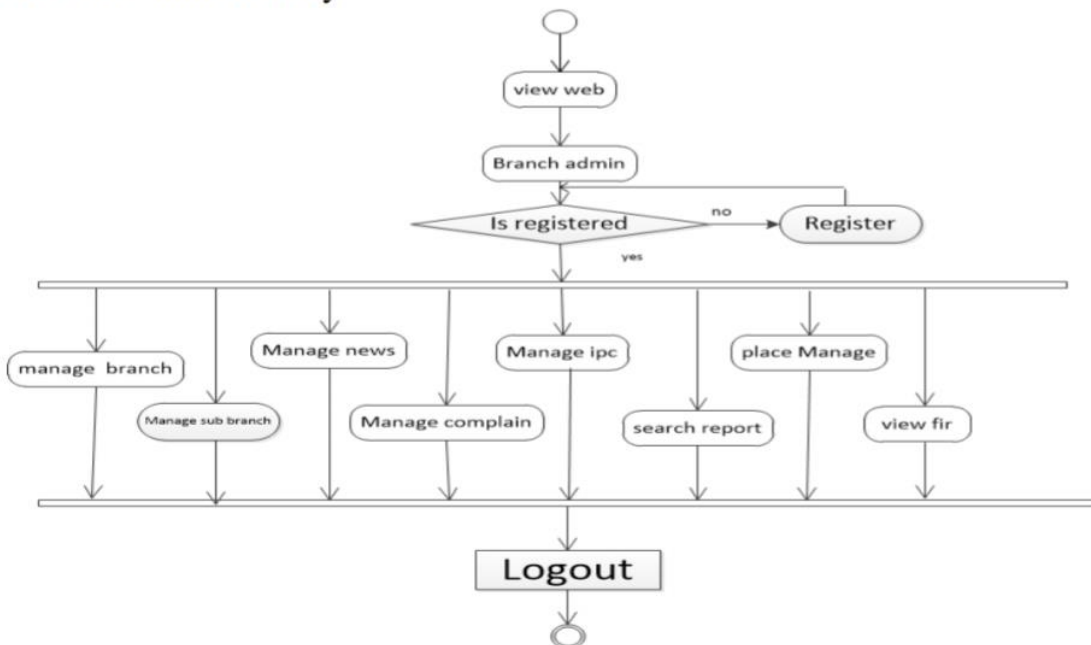 view web
Branch admin
Is registered
no
Register
yes
Manage news
Manage ipc
place Manage
manage branch
Manage sub branch
Manage complain
search report
view fir
Logout